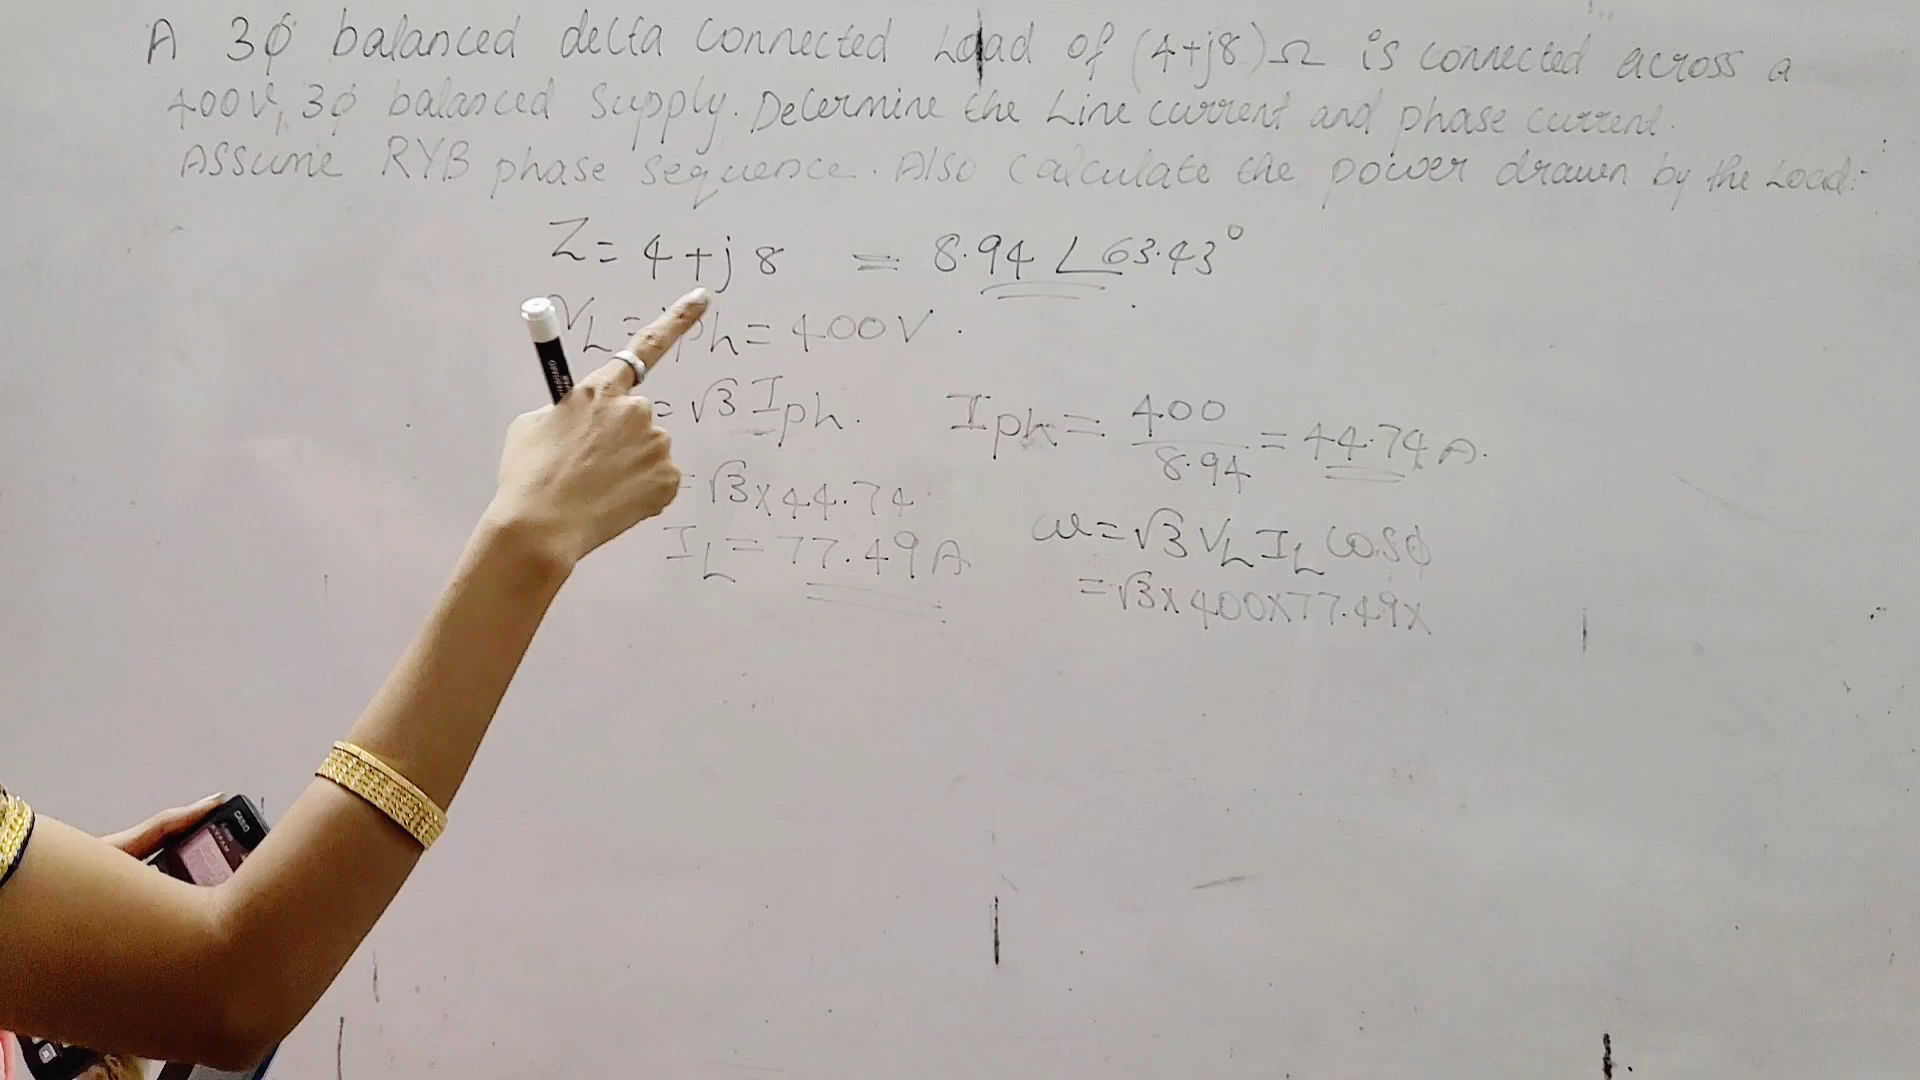 A 3ϕ balanced delta connected Load of (4+j8)Ω is connected across a
400V, 3ϕ balanced supply. Determine the Line current and phase current.
Assume RYB phase sequence. Also calculate the power drawn by the Load:-
Z = 4+j8 = 8.94 ∠63.43°
VL = ph = 400V.
= √3 Iph.
Iph = 400/8.94 = 44.74 A.
= √3 x 44.74
IL = 77.49 A
W = √3 VL IL cosϕ
= √3 x 400 x 77.49 x
CASIO